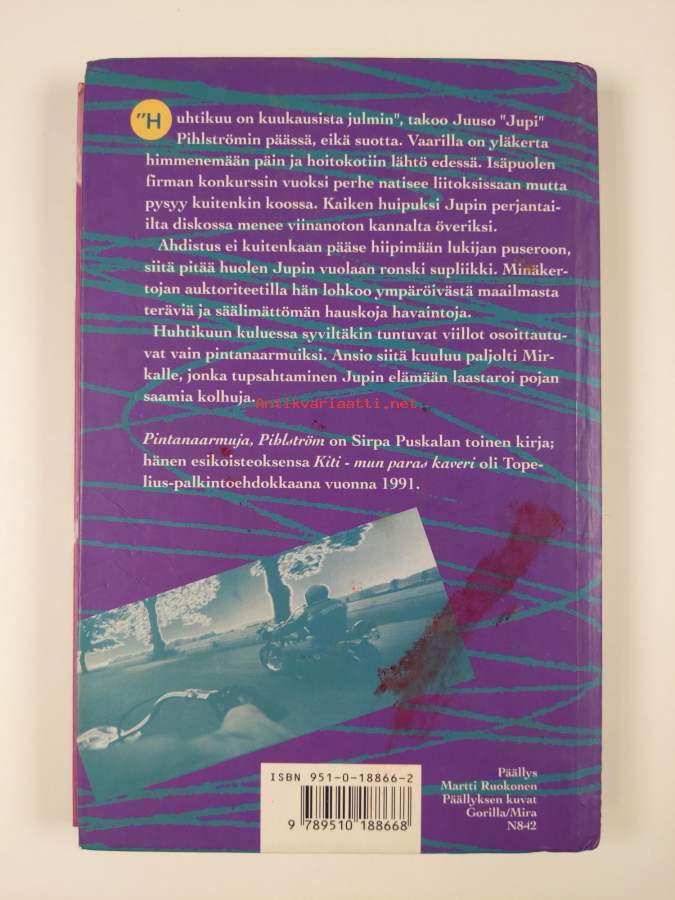 "Huhtikuu on kuukausista julmin", takoo Juuso "Jupi"
Pihlströmin päässä, eikä suotta. Vaarilla on yläkerta
himmenemään päin ja hoitokotiin lähtö edessä. Isäpuolen
firman konkurssin vuoksi perhe natisee liitoksissaan mutta
pysyy kuitenkin koossa. Kaiken huipuksi Jupin perjantai-
ilta diskossa menee viinanoton kannalta överiksi.
Ahdistus ei kuitenkaan pääse hiipimään lukijan puseroon,
siitä pitää huolen Jupin vuolaan ronski supliikki. Minäker-
tojan auktoriteetilla hän lohkoo ympäröivästä maailmasta
teräviä ja säälimättömän hauskoja havaintoja.
Huhtikuun kuluessa syviltäkin tuntuvat viillot osoittautu-
vat vain pintanaarmuiksi. Ansio siitä kuuluu paljolti Mir-
kalle, jonka tupsahtaminen Jupin elämään laastaroi pojan
saamia kolhuja.
Antikvariaatti.net
Pintanaarmuja, Pihlström on Sirpa Puskalan toinen kirja;
hänen esikoisteoksensa Kiti - mun paras kaveri oli Tope-
lius-palkintoehdokkaana vuonna 1991.
ISBN 951-0-18866-2
9 789510 188668
Päällys
Martti Ruokonen
Päällyksen kuvat
Gorilla/Mira
N842